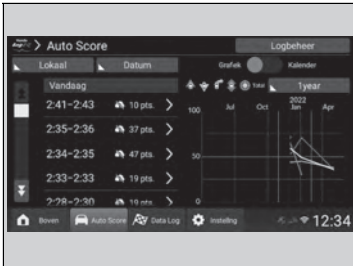 Auto Score
Logbeheer
Lokaal
Datum
Grafiek
Kalender
Vandaag
Total
1year
2:41-2:43
10 pts.
2:35-2:36
37 pts.
2:34-2:35
47 pts.
2:33-2:33
19 pts.
2:28-2:30
19 pts.
100
50
0
Jul
Oct
2022
Jan
Apr
Boven
Auto Score
Data Log
Instelling
12:34